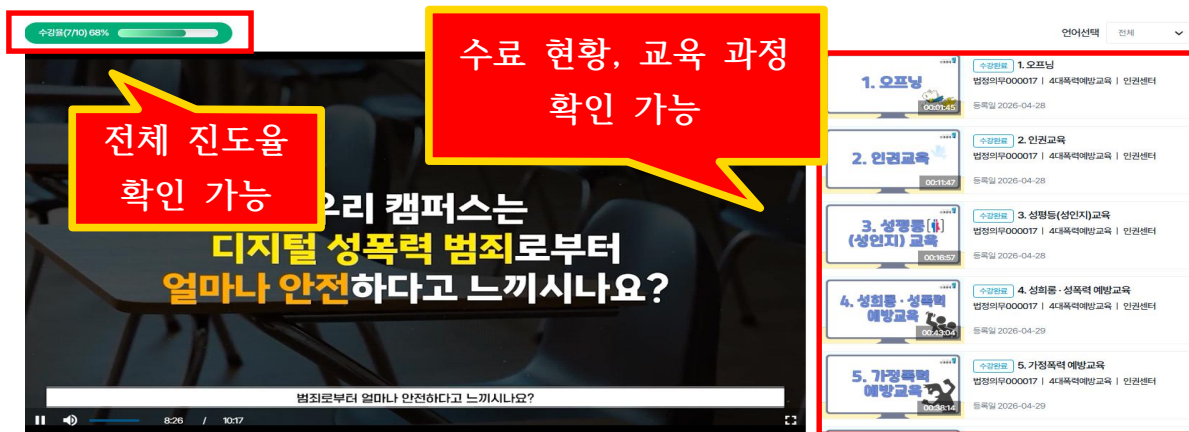 수강율(7/10) 68%
언어선택 전체
전체 진도율
확인 가능
수료 현황, 교육 과정
확인 가능
우리 캠퍼스는
디지털 성폭력 범죄로부터
얼마나 안전하다고 느끼시나요?
범죄로부터 얼마나 안전하다고 느끼시나요?
8:26 / 10:17
1. 오프닝
00:01:45
수강완료 1. 오프닝
법정의무000017 | 4대폭력예방교육 | 인권센터
등록일 2026-04-28
2. 인권교육
00:11:47
수강완료 2. 인권교육
법정의무000017 | 4대폭력예방교육 | 인권센터
등록일 2026-04-28
3. 성평등
(성인지) 교육
00:16:57
수강완료 3. 성평등(성인지)교육
법정의무000017 | 4대폭력예방교육 | 인권센터
등록일 2026-04-28
4. 성희롱 · 성폭력
예방교육
00:43:04
수강완료 4. 성희롱 · 성폭력 예방교육
법정의무000017 | 4대폭력예방교육 | 인권센터
등록일 2026-04-29
5. 가정폭력
예방교육
00:38:14
수강완료 5. 가정폭력 예방교육
법정의무000017 | 4대폭력예방교육 | 인권센터
등록일 2026-04-29